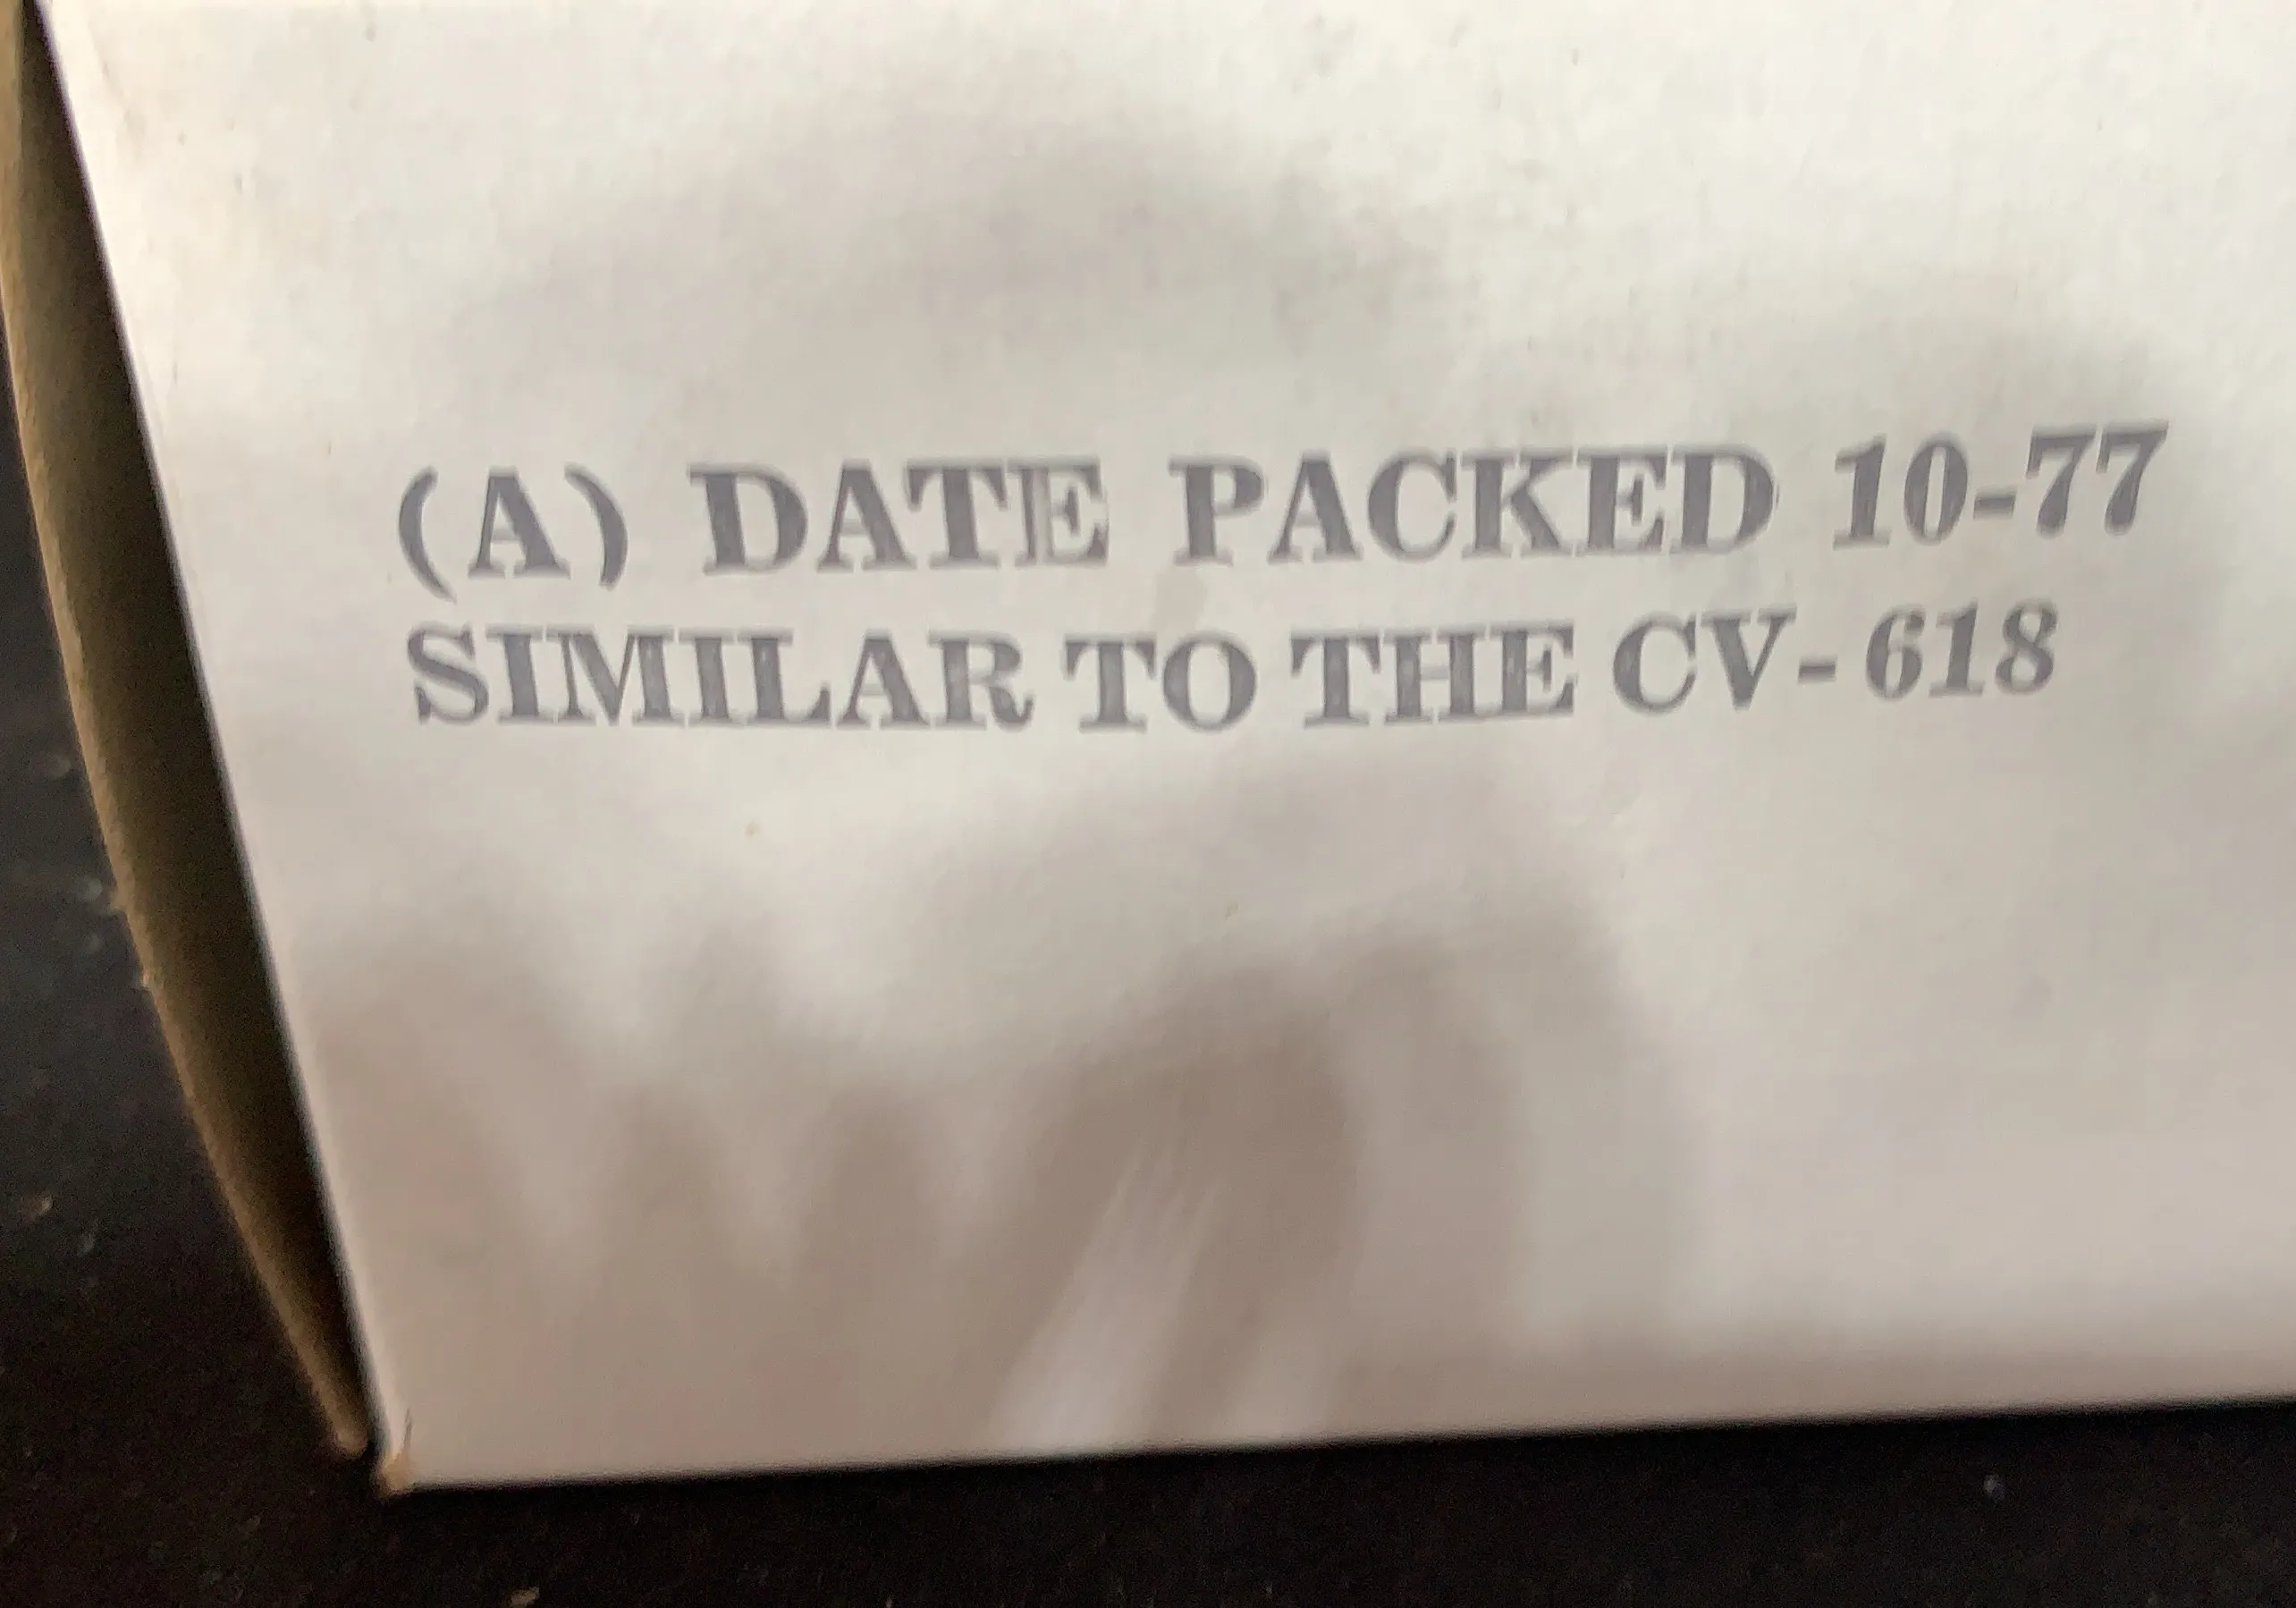 (A) DATE PACKED 10-77
SIMILAR TO THE CV-618